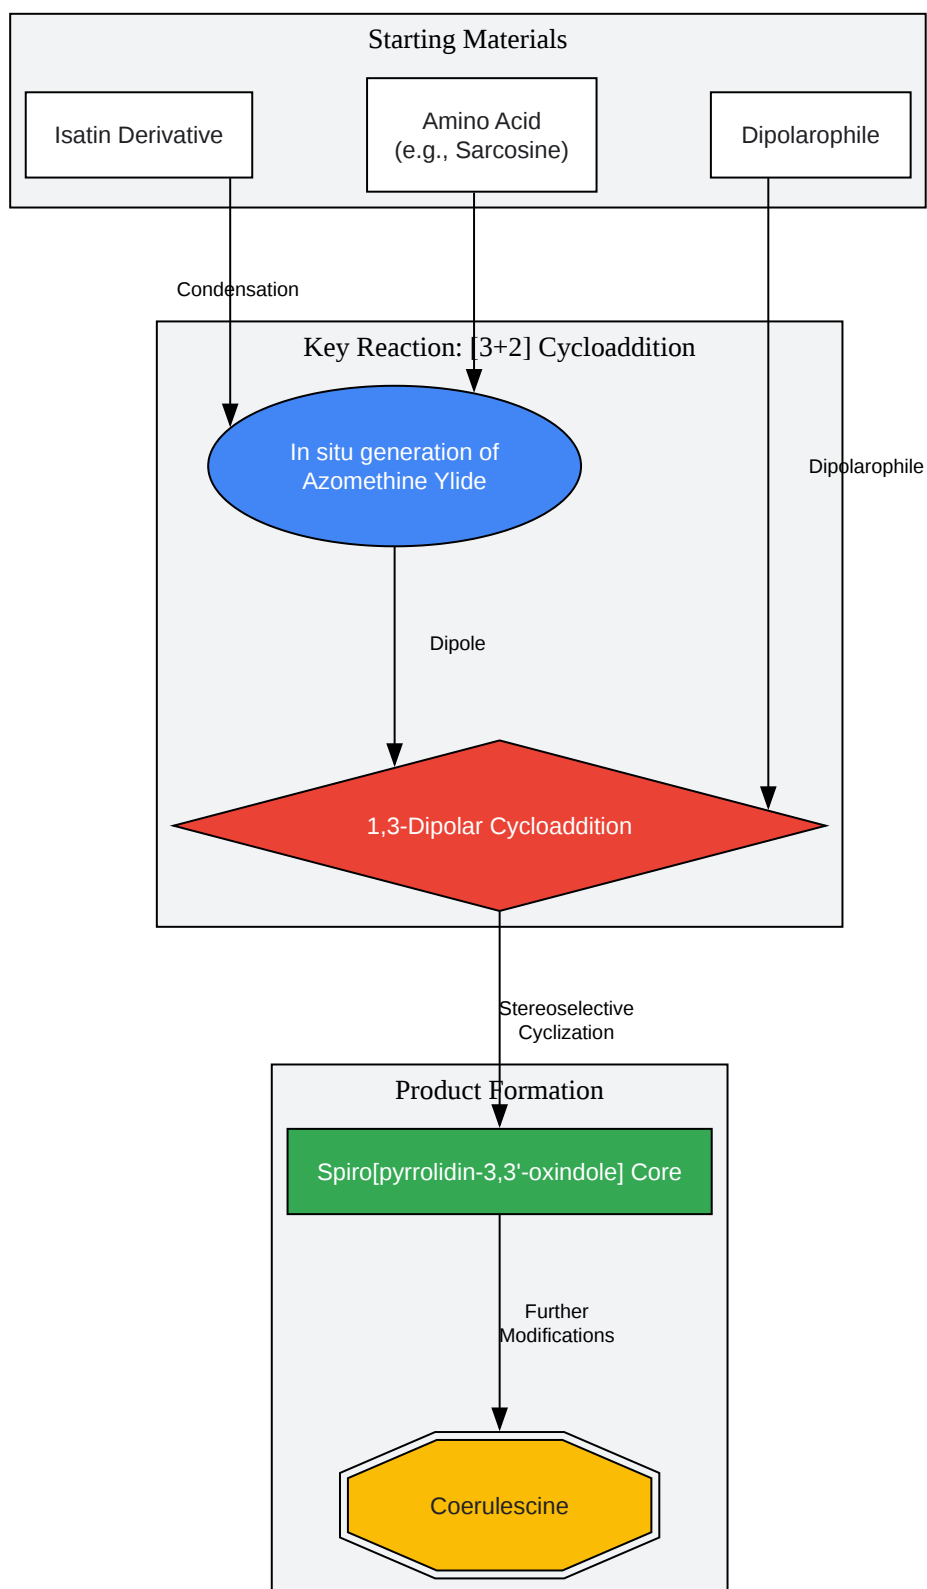 Starting Materials
Isatin Derivative
Amino Acid
(e.g., Sarcosine)
Dipolarophile
Condensation
Key Reaction: [3+2] Cycloaddition
In situ generation of
Azomethine Ylide
Dipolarophile
Dipole
1,3-Dipolar Cycloaddition
Stereoselective
Cyclization
Product Formation
Spiro[pyrrolidin-3,3'-oxindole] Core
Further
Modifications
Coerulescine